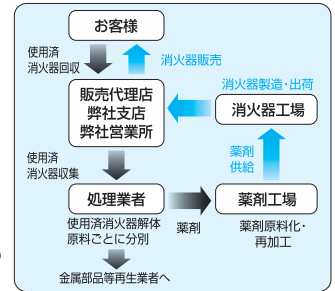 お客様
使用済
消火器回収
消火器販売
販売代理店
弊社支店
弊社営業所
消火器製造・出荷
消火器工場
使用済
消火器収集
薬剤
供給
処理業者
薬剤
薬剤工場
使用済消火器解体
原料ごとに分別
薬剤原料化・
再加工
金属部品等再生業者へ